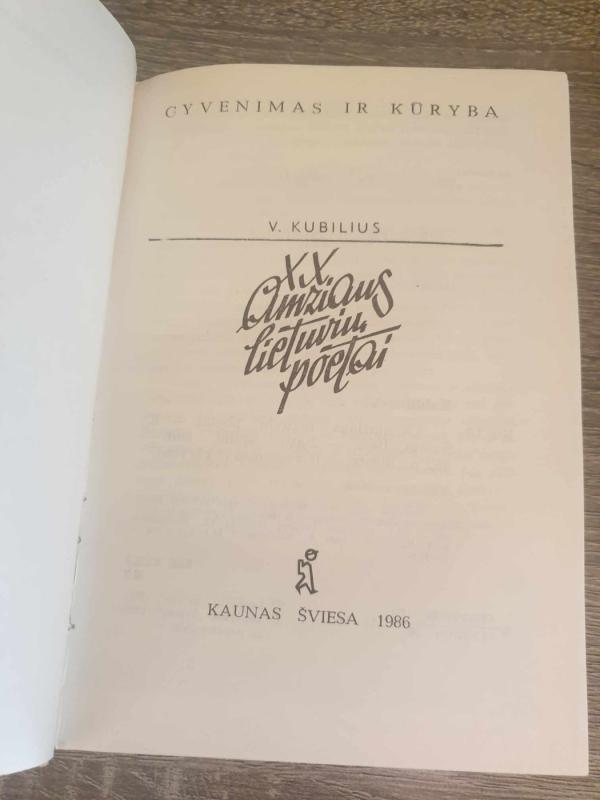 GYVENIMAS IR KŪRYBA
V. KUBILIUS
XX
amžiaus
lietuvių
poetai
KAUNAS ŠVIESA 1986